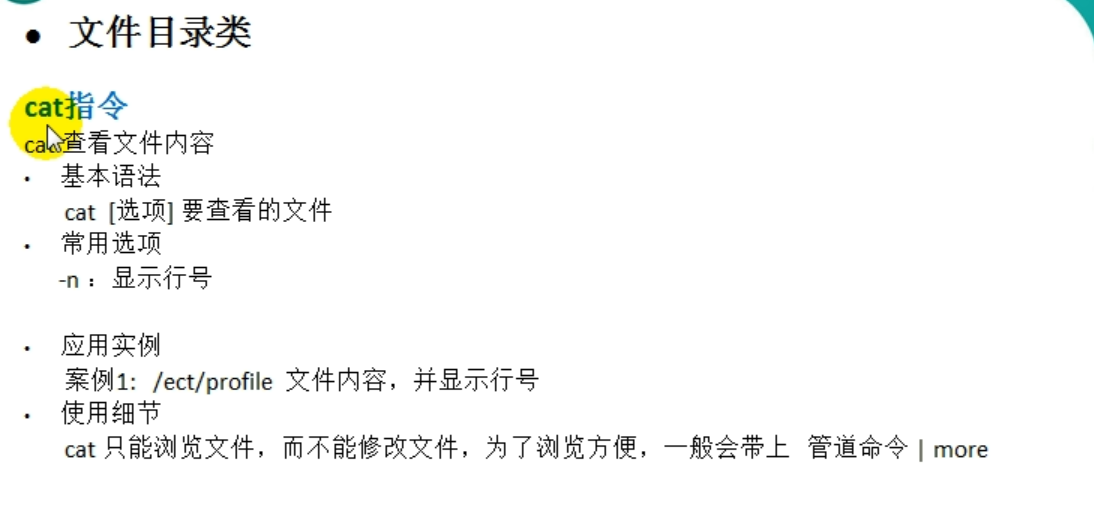 • 文件目录类
cat指令
cat 查看文件内容
• 基本语法
cat [选项] 要查看的文件
• 常用选项
-n ：显示行号
• 应用实例
案例1: /ect/profile 文件内容，并显示行号
• 使用细节
cat 只能浏览文件，而不能修改文件，为了浏览方便，一般会带上 管道命令 | more